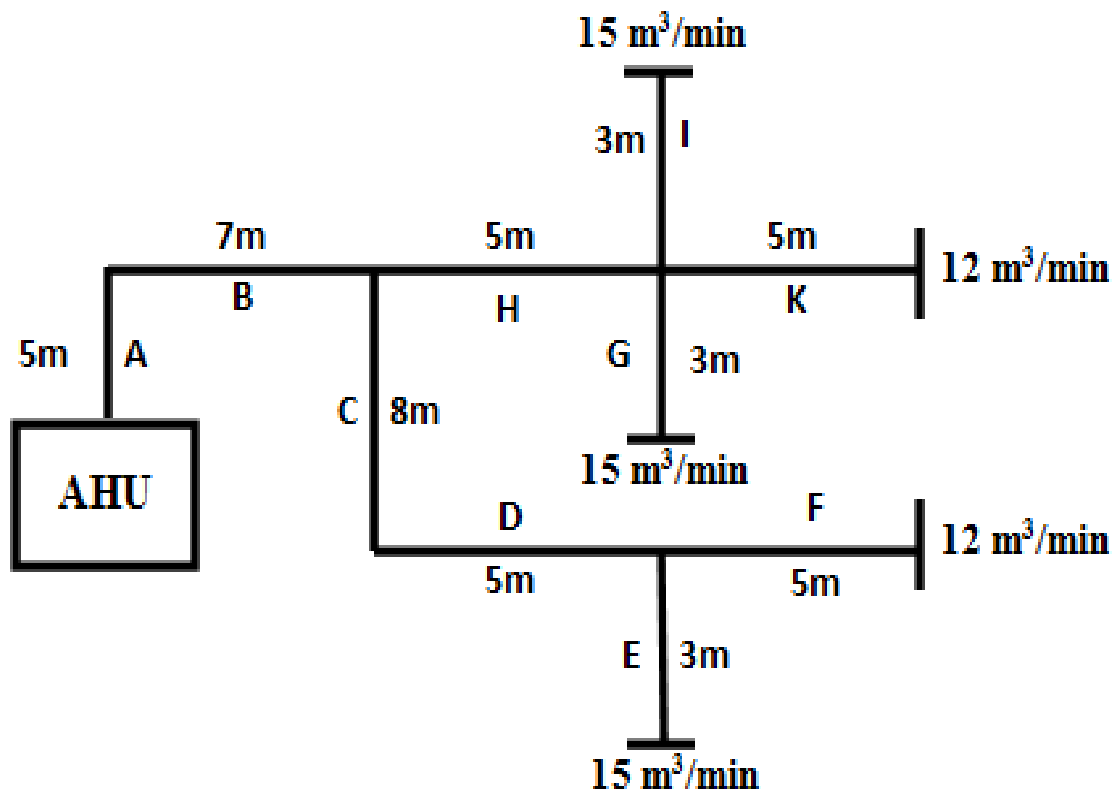 15 m³/min
3m I
7m 5m 5m
B H K
12 m³/min
5m A
G 3m
C 8m
15 m³/min
AHU
D F
12 m³/min
5m 5m
E 3m
15 m³/min